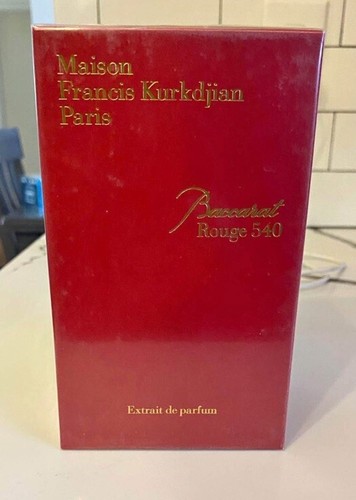 Maison
Francis Kurkdjian
Paris
Baccarat
Rouge 540
Extrait de parfum